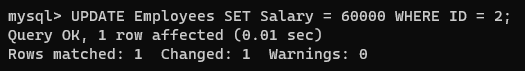 mysql> UPDATE Employees SET Salary = 60000 WHERE ID = 2;
Query OK, 1 row affected (0.01 sec)
Rows matched: 1  Changed: 1  Warnings: 0